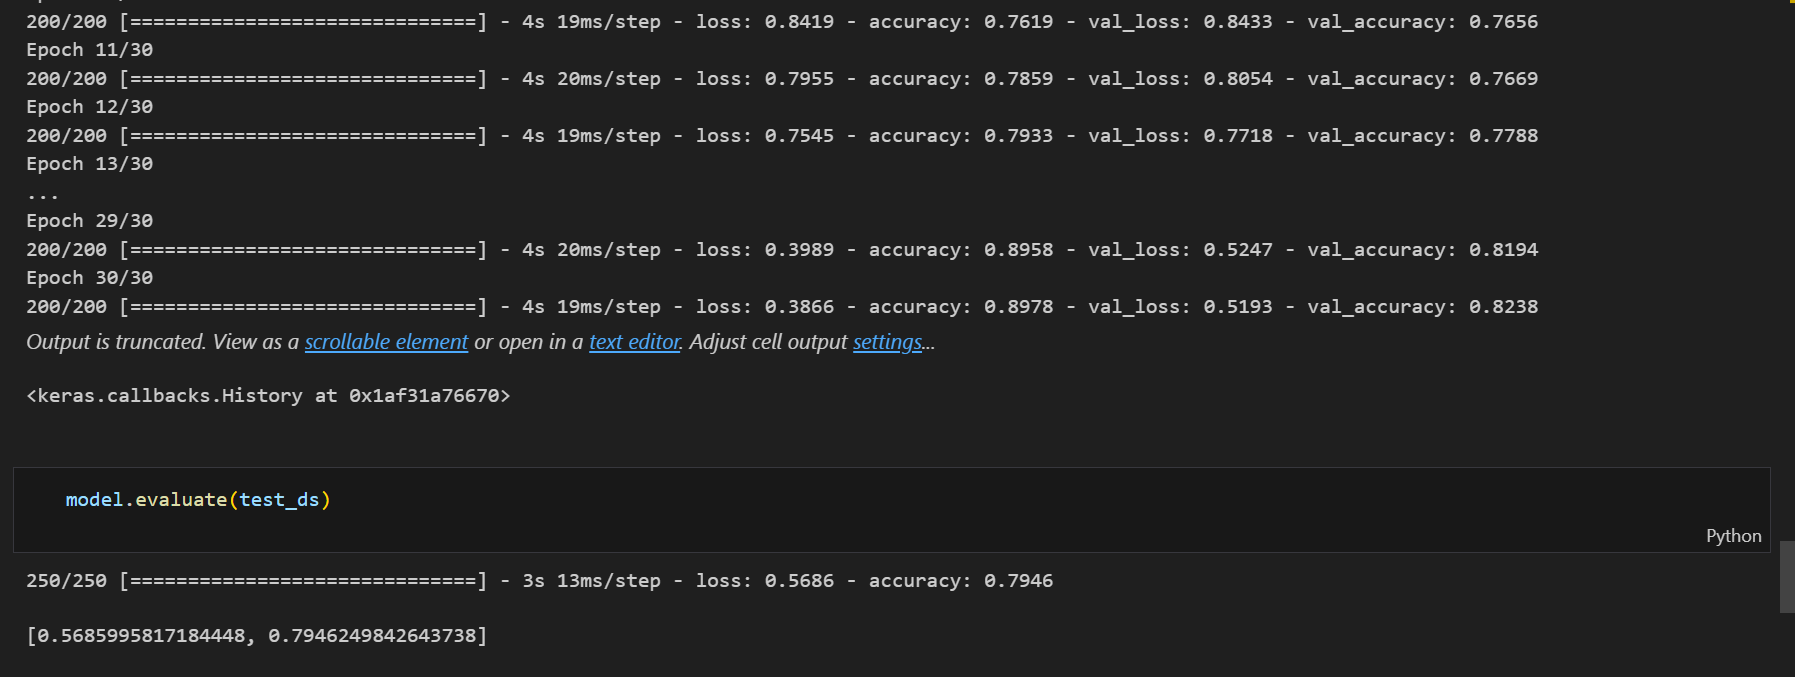 200/200 [==============================] - 4s 19ms/step - loss: 0.8419 - accuracy: 0.7619 - val_loss: 0.8433 - val_accuracy: 0.7656
Epoch 11/30
200/200 [==============================] - 4s 20ms/step - loss: 0.7955 - accuracy: 0.7859 - val_loss: 0.8054 - val_accuracy: 0.7669
Epoch 12/30
200/200 [==============================] - 4s 19ms/step - loss: 0.7545 - accuracy: 0.7933 - val_loss: 0.7718 - val_accuracy: 0.7788
Epoch 13/30
...
Epoch 29/30
200/200 [==============================] - 4s 20ms/step - loss: 0.3989 - accuracy: 0.8958 - val_loss: 0.5247 - val_accuracy: 0.8194
Epoch 30/30
200/200 [==============================] - 4s 19ms/step - loss: 0.3866 - accuracy: 0.8978 - val_loss: 0.5193 - val_accuracy: 0.8238
Output is truncated. View as a scrollable element or open in a text editor. Adjust cell output settings...
<keras.callbacks.History at 0x1af31a76670>
model.evaluate(test_ds)
Python
250/250 [==============================] - 3s 13ms/step - loss: 0.5686 - accuracy: 0.7946
[0.5685995817184448, 0.7946249842643738]